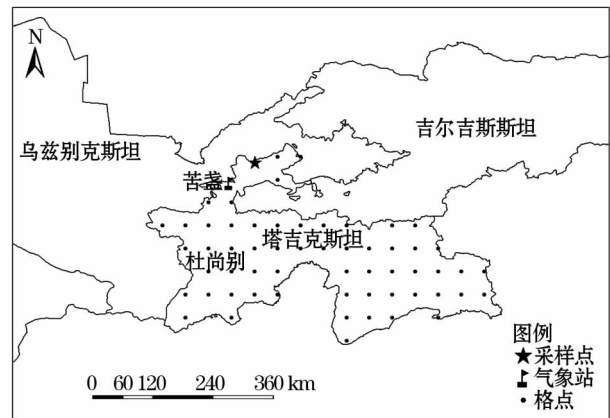 N
吉尔吉斯斯坦
乌兹别克斯坦
苦盏
塔吉克斯坦
杜尚别
图例
采样点
气象站
格点
0 60 120 240 360 km